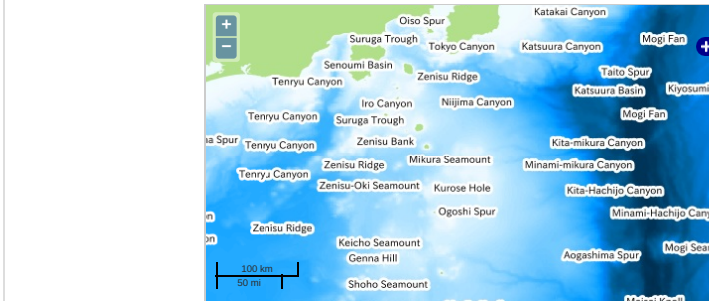 Katakai Canyon
Oiso Spur
+
−
Suruga Trough
Tokyo Canyon
Katsuura Canyon
Mogi Fan
+
Senoumi Basin
Tenryu Canyon
Zenisu Ridge
Taito Spur
Katsuura Basin
Kiyosumi
Iro Canyon
Niijima Canyon
Tenryu Canyon
Suruga Trough
Mogi Fan
a Spur
Tenryu Canyon
Zenisu Bank
Kita-mikura Canyon
Zenisu Ridge
Mikura Seamount
Minami-mikura Canyon
Tenryu Canyon
Zenisu-Oki Seamount
Kurose Hole
Kita-Hachijo Canyon
Ogoshi Spur
Minami-Hachijo Can
on
Zenisu Ridge
on
Keicho Seamount
Mogi Sea
Genna Hill
Aogashima Spur
100 km
50 mi
Shoho Seamount